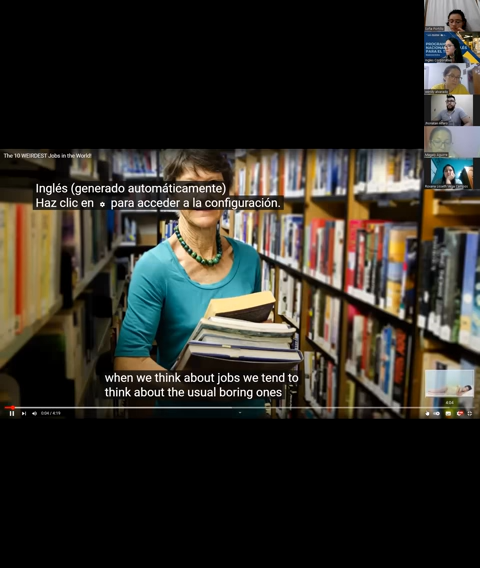 The 10 WEIRDEST Jobs in the World!
Inglés (generado automáticamente)
Haz clic en para acceder a la configuración.
when we think about jobs we tend to
think about the usual boring ones
0:04 / 4:19